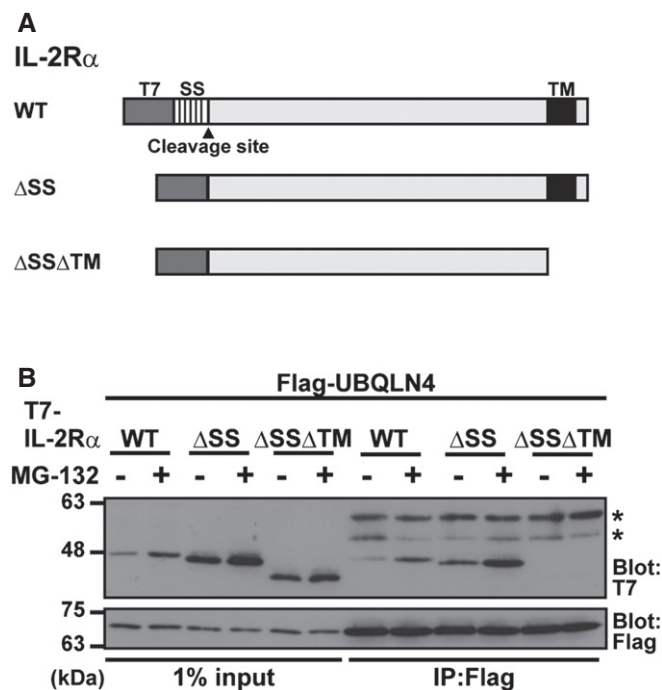 A
IL-2Rα
T7 SS TM
WT
Cleavage site
ΔSS
ΔSSΔTM
B
Flag-UBQLN4
T7-
IL-2Rα WT ΔSS ΔSSΔTM WT ΔSS ΔSSΔTM
MG-132 - + - + - + - + - + - +
63
*
*
48
Blot:
T7
75
Blot:
Flag
63
(kDa) 1% input IP:Flag